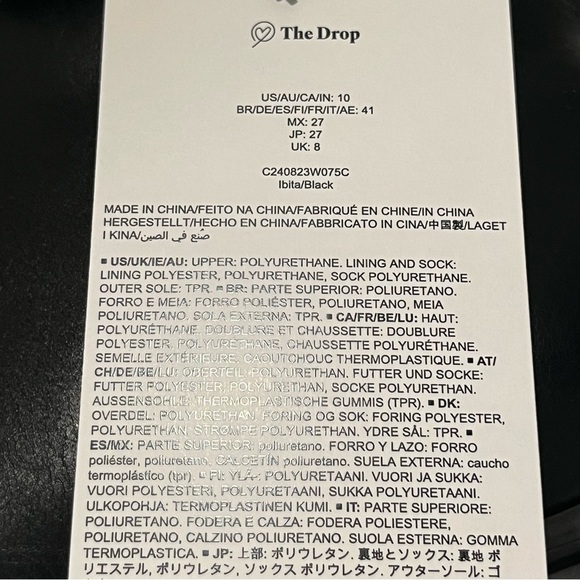 The Drop
US/AU/CA/IN: 10
BR/DE/ES/FI/FR/IT/AE: 41
MX: 27
JP: 27
UK: 8
C240823W075C
Ibita/Black
MADE IN CHINA/FEITO NA CHINA/FABRIQUÉ EN CHINE/IN CHINA
HERGESTELLT/HECHO EN CHINA/FABBRICATO IN CINA/中国製/LAGET
I KINA/صنع في الصين
▪ US/UK/IE/AU: UPPER: POLYURETHANE. LINING AND SOCK:
LINING POLYESTER, POLYURETHANE, SOCK POLYURETHANE.
OUTER SOLE: TPR. ▪ BR: PARTE SUPERIOR: POLIURETANO.
FORRO E MEIA: FORRO POLIÉSTER, POLIURETANO, MEIA
POLIURETANO. SOLA EXTERNA: TPR. ▪ CA/FR/BE/LU: HAUT:
POLYURÉTHANE. DOUBLURE ET CHAUSSETTE: DOUBLURE
POLYESTER, POLYURETHANE, CHAUSSETTE POLYURÉTHANE.
SEMELLE EXTÉRIEURE: CAOUTCHOUC THERMOPLASTIQUE. ▪ AT/
CH/DE/BE/LU: OBERTEIL: POLYURETHAN. FUTTER UND SOCKE:
FUTTER POLYESTER, POLYURETHAN, SOCKE POLYURETHAN.
AUSSENSOHLE: THERMOPLASTISCHE GUMMIS (TPR). ▪ DK:
OVERDEL: POLYURETHAN. FORING OG SOK: FORING POLYESTER,
POLYURETHAN, STRØMPE POLYURETHAN. YDRE SÅL: TPR. ▪
ES/MX: PARTE SUPERIOR: poliuretano. FORRO Y LAZO: FORRO
poliéster, poliuretano, CALCETÍN poliuretano. SUELA EXTERNA: caucho
termoplástico (tpr). ▪ FI: YLÄ-: POLYURETAANI. VUORI JA SUKKA:
VUORI POLYESTERI, POLYURETAANI, SUKKA POLYURETAANI.
ULKOPOHJA: TERMOPLASTINEN KUMI. ▪ IT: PARTE SUPERIORE:
POLIURETANO. FODERA E CALZA: FODERA POLIESTERE,
POLIURETANO, CALZINO POLIURETANO. SUOLA ESTERNA: GOMMA
TERMOPLASTICA. ▪ JP: 上部: ポリウレタン. 裏地とソックス: 裏地 ポ
リエステル, ポリウレタン, ソックス ポリウレタン. アウターソール: ゴ